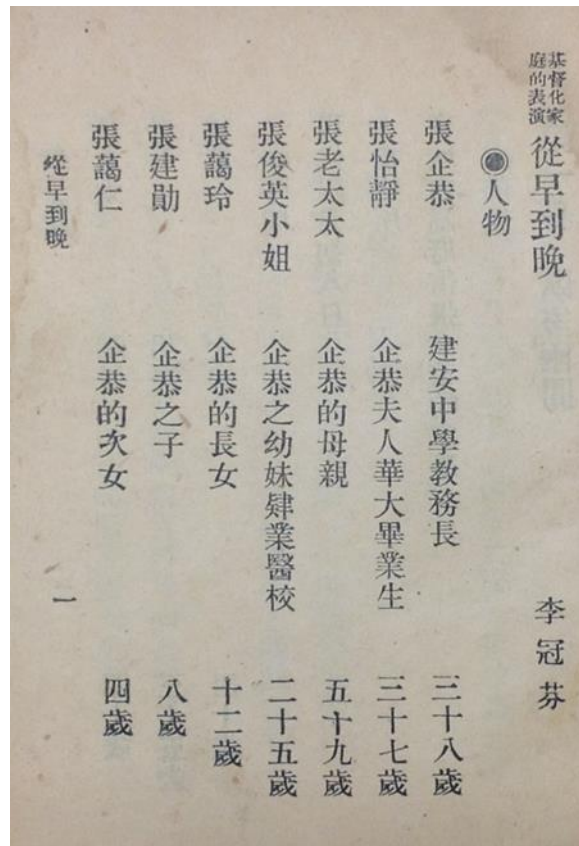 基督化家
庭的表演
從早到晚 李冠芬
人物
張企恭 建安中學教務長 三十八歲
張怡靜 企恭夫人華大畢業生 三十七歲
張老太太 企恭的母親 五十九歲
張俊英小姐 企恭之幼妹肄業醫校 二十五歲
張藹玲 企恭的長女 十二歲
張建勛 企恭之子 八歲
張藹仁 企恭的次女 四歲
從早到晚 一